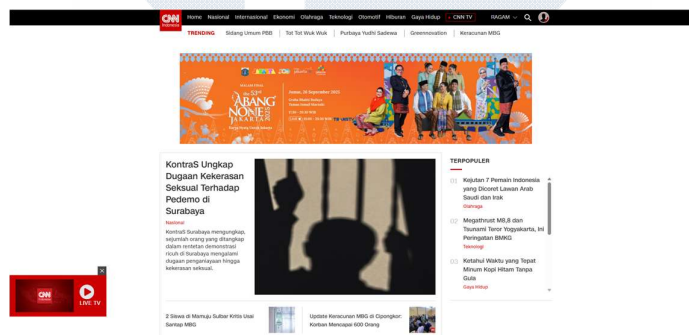 CNN
Indonesia
Home Nasional Internasional Ekonomi Olahraga Teknologi Otomotif Hiburan Gaya Hidup CNN TV RAGAM
TRENDING Sidang Umum PBB Tot Tot Wuk Wuk Purbaya Yudhi Sadewa Greennovation Keracunan MBG
53
ABANG
NONE
JAKARTA
KontraS Ungkap
Dugaan Kekerasan
Seksual Terhadap
Pedemo di
Surabaya
Nasional
KontraS Surabaya mengungkap,
sejumlah orang yang ditangkap
dalam rentetan demonstrasi
ricuh di Surabaya mengalami
dugaan penganiayaan hingga
kekerasan seksual.
2 Siswa di Mamuju Sulbar Kritis Usai
Santap MBG
Update Keracunan MBG di Cipongkor:
Korban Mencapai 600 Orang
TERPOPULER
01 Kejutan 7 Pemain Indonesia
yang Dicoret Lawan Arab
Saudi dan Irak
Olahraga
02 Megathrust M8,8 dan
Tsunami Teror Yogyakarta, Ini
Peringatan BMKG
Teknologi
03 Ketahui Waktu yang Tepat
Minum Kopi Hitam Tanpa
Gula
Gaya Hidup
CNN
LIVE TV